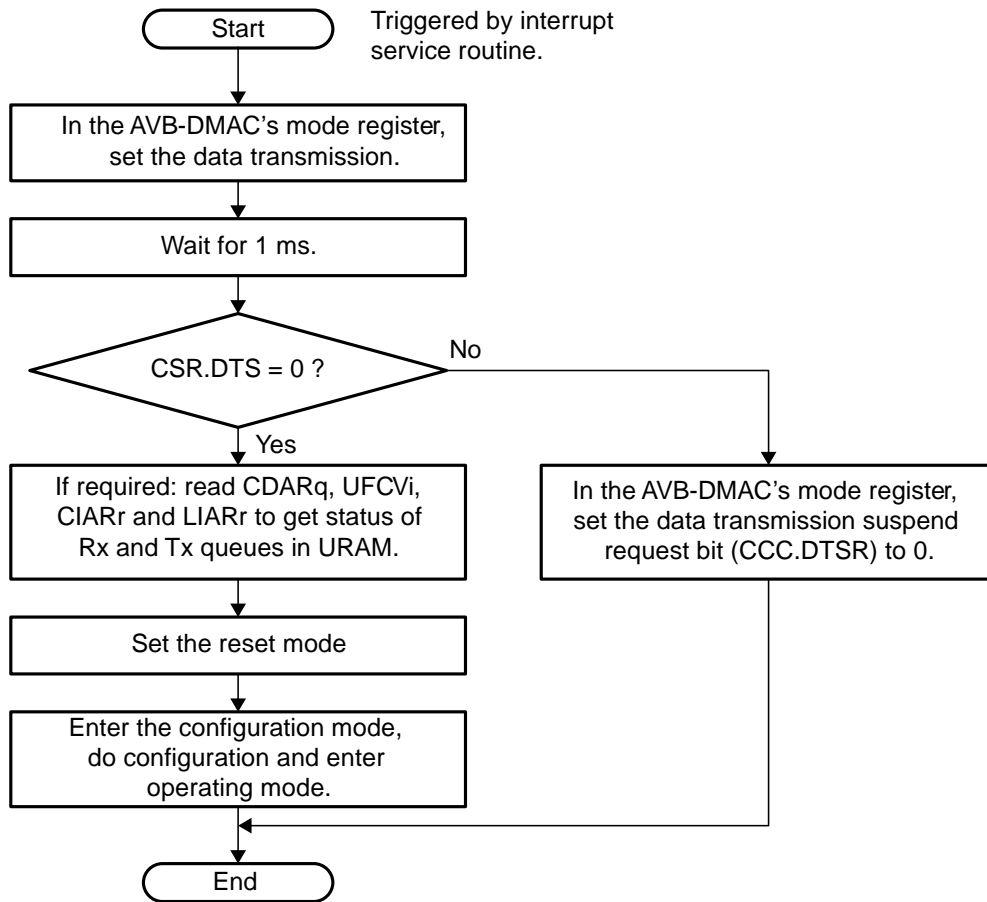 Start
Triggered by interrupt
service routine.
In the AVB-DMAC's mode register,
set the data transmission.
Wait for 1 ms.
CSR.DTS = 0 ?
No
Yes
If required: read CDARq, UFCVi,
CIARr and LIARr to get status of
Rx and Tx queues in URAM.
In the AVB-DMAC's mode register,
set the data transmission suspend
request bit (CCC.DTSR) to 0.
Set the reset mode
Enter the configuration mode,
do configuration and enter
operating mode.
End